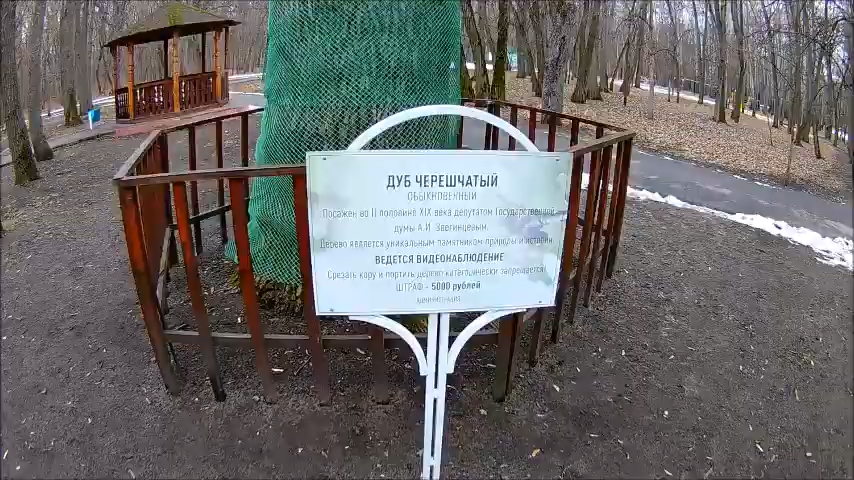 ДУБ ЧЕРЕШЧАТЫЙ
ОБЫКНОВЕННЫЙ
Посажен во II половине XIX века депутатом Государственной
думы А.И. Звегинцевым.
Дерево является уникальным памятником природы и истории
ВЕДЕТСЯ ВИДЕОНАБЛЮДЕНИЕ
Срезать кору и портить дерево категорически запрещается!
ШТРАФ - 5000 рублей
АДМИНИСТРАЦИЯ